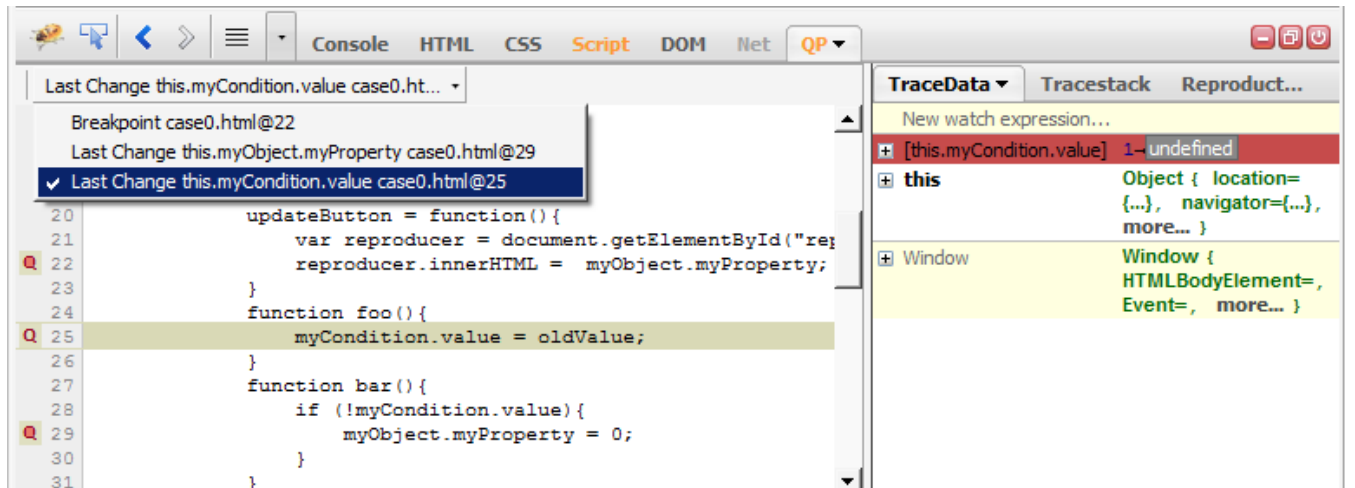 Console HTML CSS Script DOM Net QP
Last Change this.myCondition.value case0.ht...
Breakpoint case0.html@22
Last Change this.myObject.myProperty case0.html@29
Last Change this.myCondition.value case0.html@25
20 updateButton = function(){
21 var reproducer = document.getElementById("rep
Q 22 reproducer.innerHTML = myObject.myProperty;
23 }
24 function foo(){
Q 25 myCondition.value = oldValue;
26 }
27 function bar(){
28 if (!myCondition.value){
Q 29 myObject.myProperty = 0;
30 }
31 }
TraceData Tracestack Reproduct...
New watch expression...
[this.myCondition.value] 1→undefined
this Object { location=
{...}, navigator={...},
more... }
Window Window {
HTMLBodyElement=,
Event=, more... }